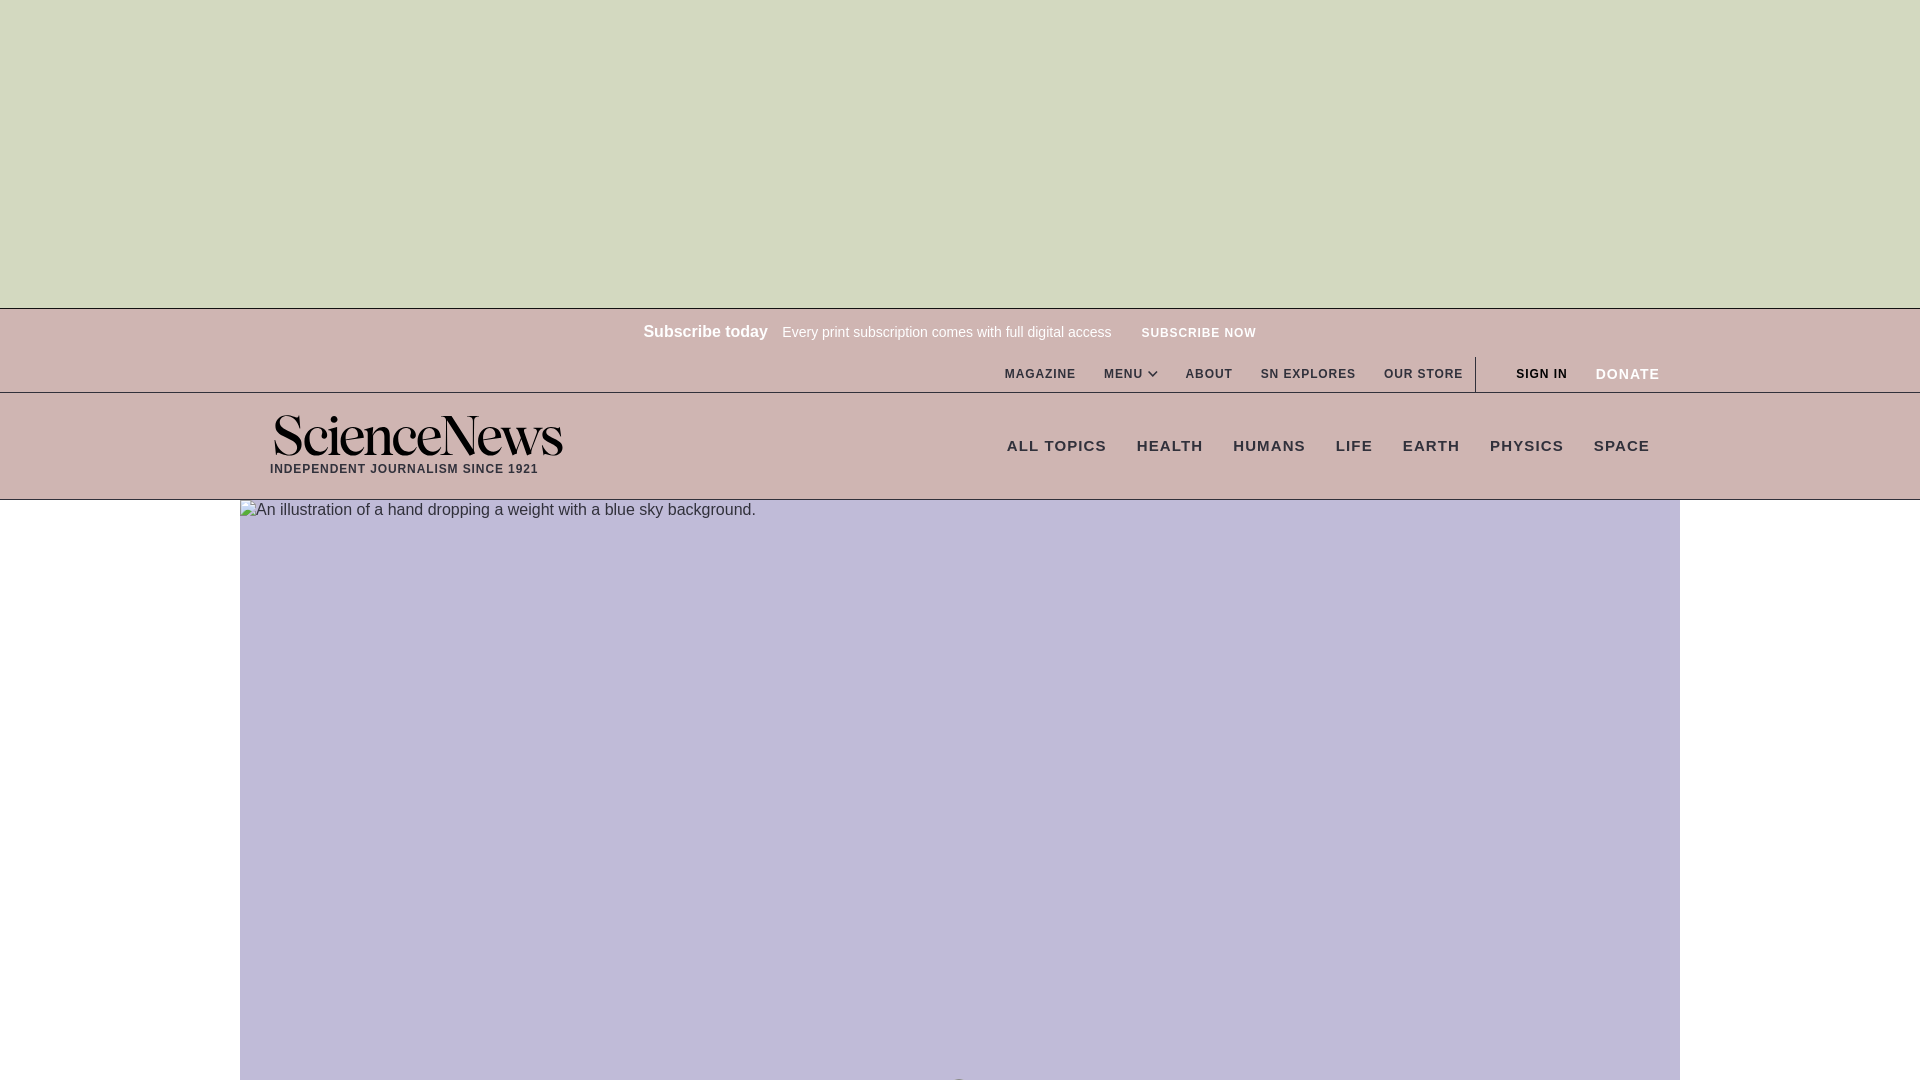 Subscribe today Every print subscription comes with full digital access SUBSCRIBE NOW
MAGAZINE MENU ABOUT SN EXPLORES OUR STORE SIGN IN DONATE
ScienceNews
INDEPENDENT JOURNALISM SINCE 1921
ALL TOPICS HEALTH HUMANS LIFE EARTH PHYSICS SPACE
An illustration of a hand dropping a weight with a blue sky background.